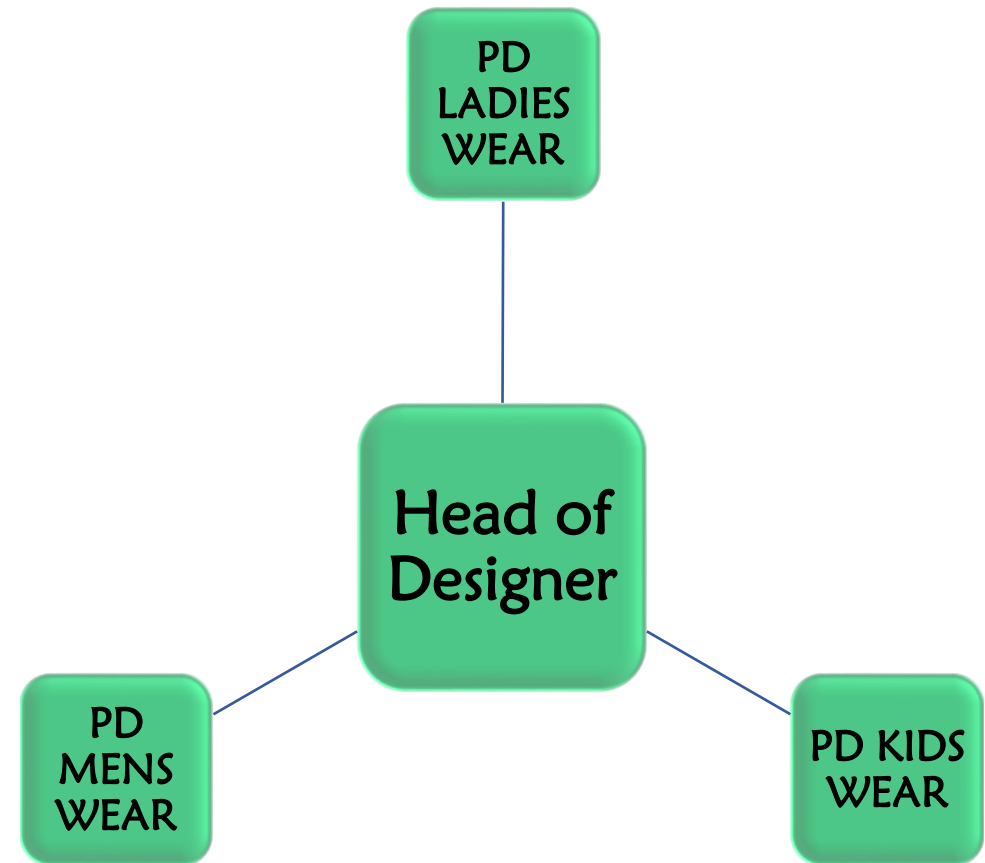 PD
LADIES
WEAR
Head of
Designer
PD
MENS
WEAR
PD KIDS
WEAR